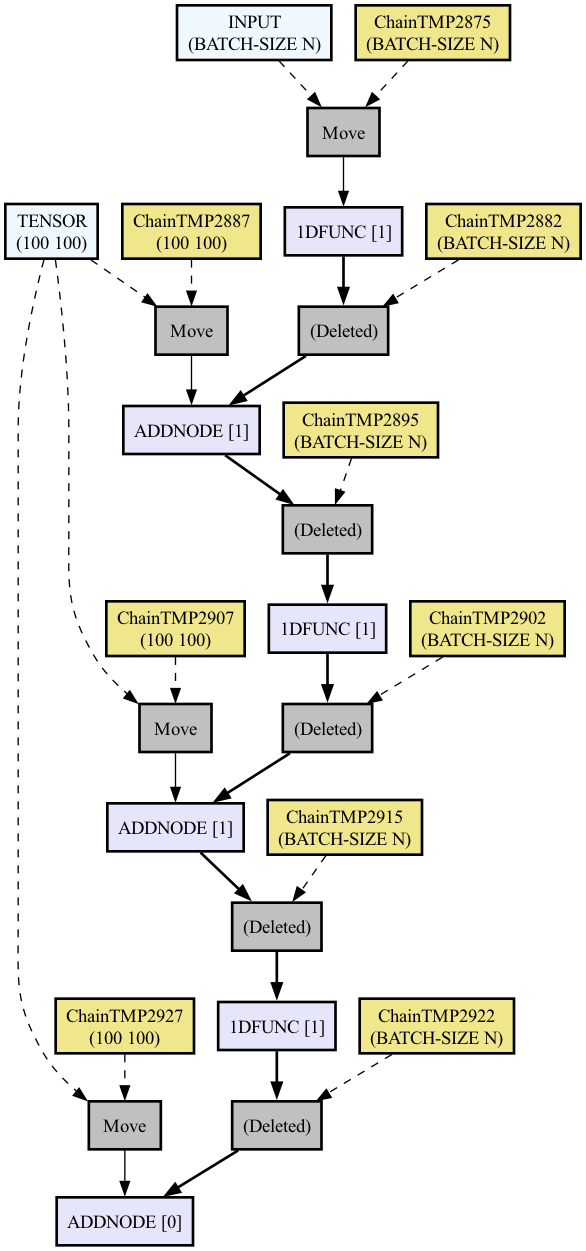 INPUT
(BATCH-SIZE N)
ChainTMP2875
(BATCH-SIZE N)
Move
TENSOR
(100 100)
ChainTMP2887
(100 100)
1DFUNC [1]
ChainTMP2882
(BATCH-SIZE N)
Move
(Deleted)
ADDNODE [1]
ChainTMP2895
(BATCH-SIZE N)
(Deleted)
ChainTMP2907
(100 100)
1DFUNC [1]
ChainTMP2902
(BATCH-SIZE N)
Move
(Deleted)
ADDNODE [1]
ChainTMP2915
(BATCH-SIZE N)
(Deleted)
ChainTMP2927
(100 100)
1DFUNC [1]
ChainTMP2922
(BATCH-SIZE N)
Move
(Deleted)
ADDNODE [0]